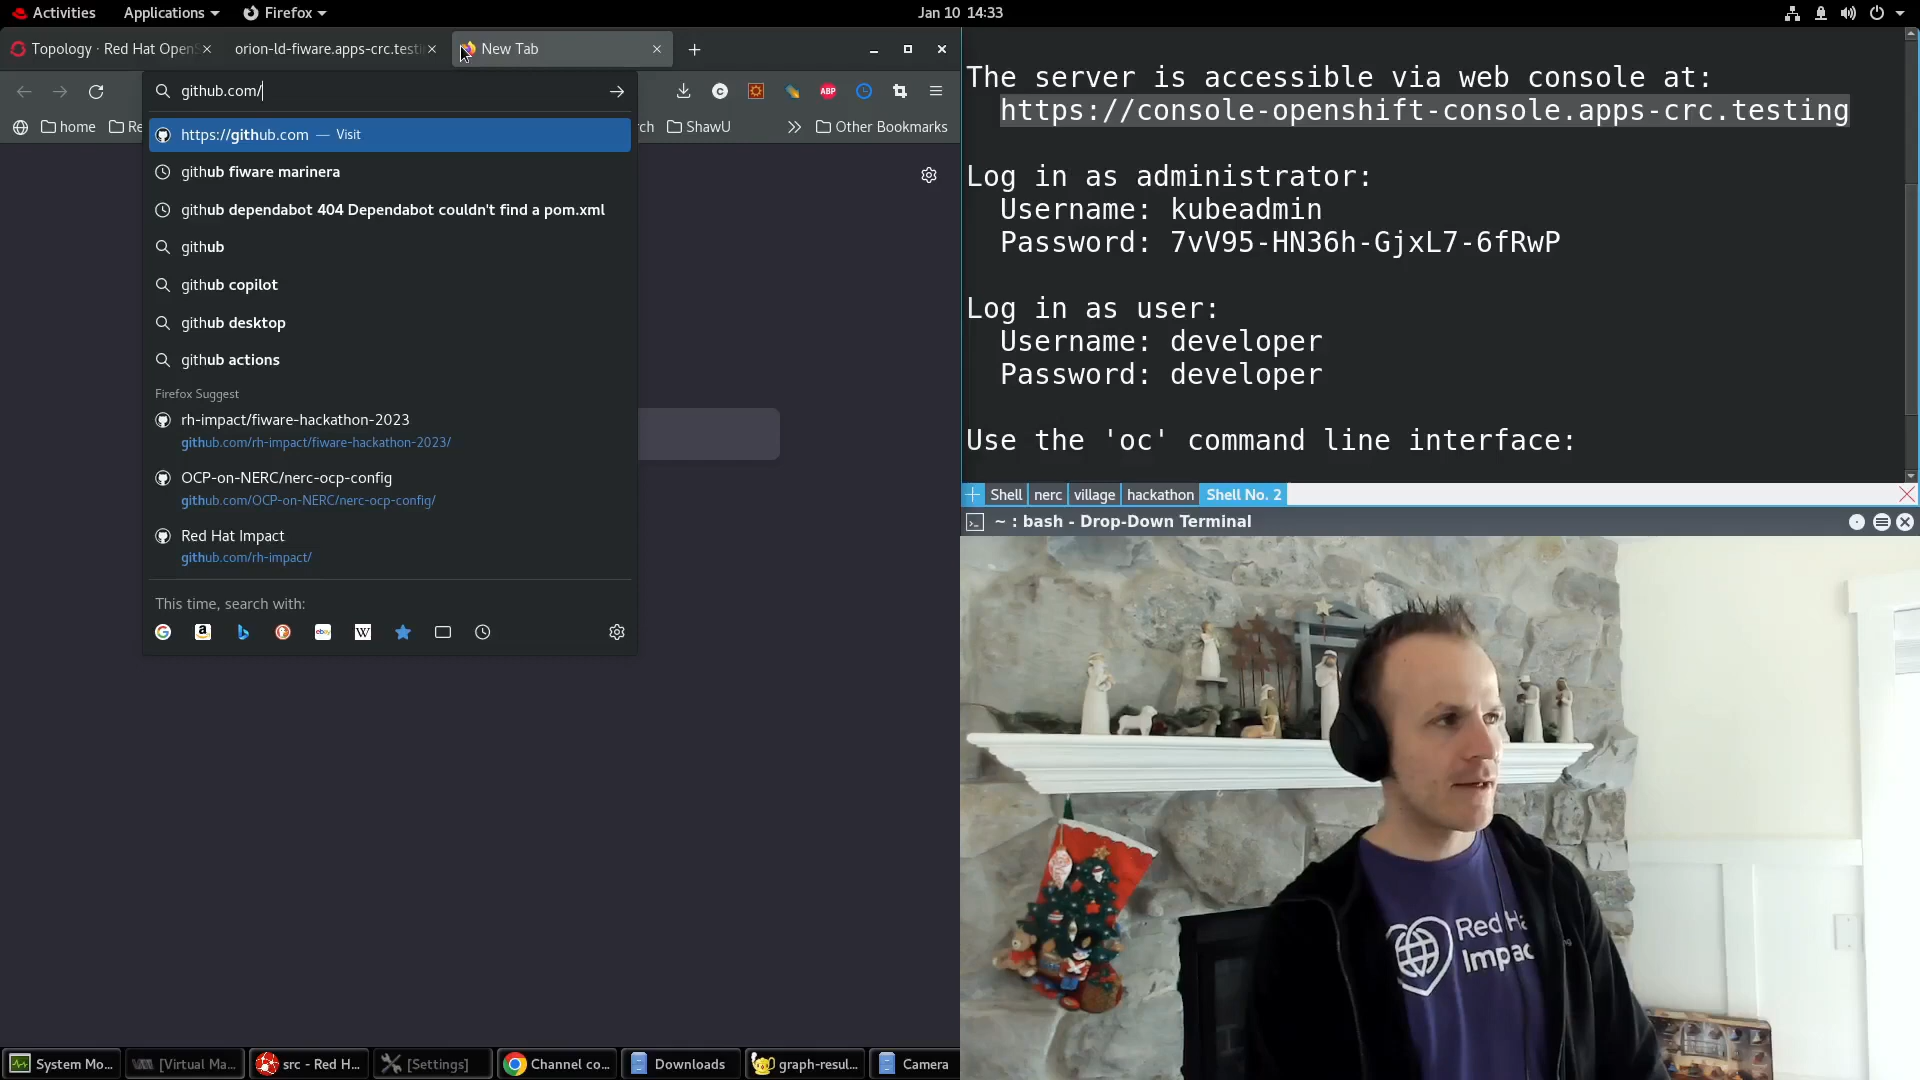 Activities
Applications
Firefox
Jan 10 14:33
Topology · Red Hat OpenS
orion-ld-fiware.apps-crc.testi
New Tab
github.com/
ABP
home
Re
ch
ShawU
Other Bookmarks
https://github.com — Visit
github fiware marinera
github dependabot 404 Dependabot couldn't find a pom.xml
github
github copilot
github desktop
github actions
Firefox Suggest
rh-impact/fiware-hackathon-2023
github.com/rh-impact/fiware-hackathon-2023/
OCP-on-NERC/nerc-ocp-config
github.com/OCP-on-NERC/nerc-ocp-config/
Red Hat Impact
github.com/rh-impact/
This time, search with:
The server is accessible via web console at:
https://console-openshift-console.apps-crc.testing
Log in as administrator:
Username: kubeadmin
Password: 7vV95-HN36h-GjxL7-6fRwP
Log in as user:
Username: developer
Password: developer
Use the 'oc' command line interface:
Shell
nerc
village
hackathon
Shell No. 2
~ : bash - Drop-Down Terminal
Red Ha
Impac
System Mo...
[Virtual Ma...
src - Red H...
[Settings]
Channel co...
Downloads
graph-resul...
Camera